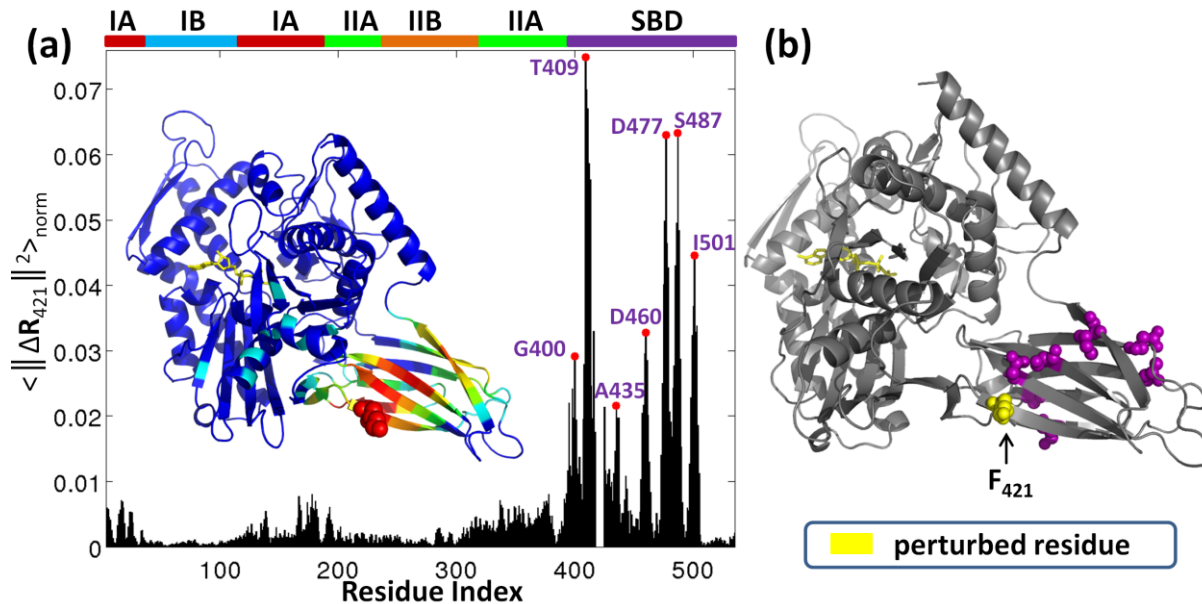 IA IB IA IIA IIB IIA SBD
(a)
(b)
T409
0.07
D477 S487
0.06
0.05
I501
0.04
D460
G400
0.03
A435
0.02
0.01
0
< ||| ΔR421 || 2>norm
F421
100 200 300 400 500
Residue Index
perturbed residue